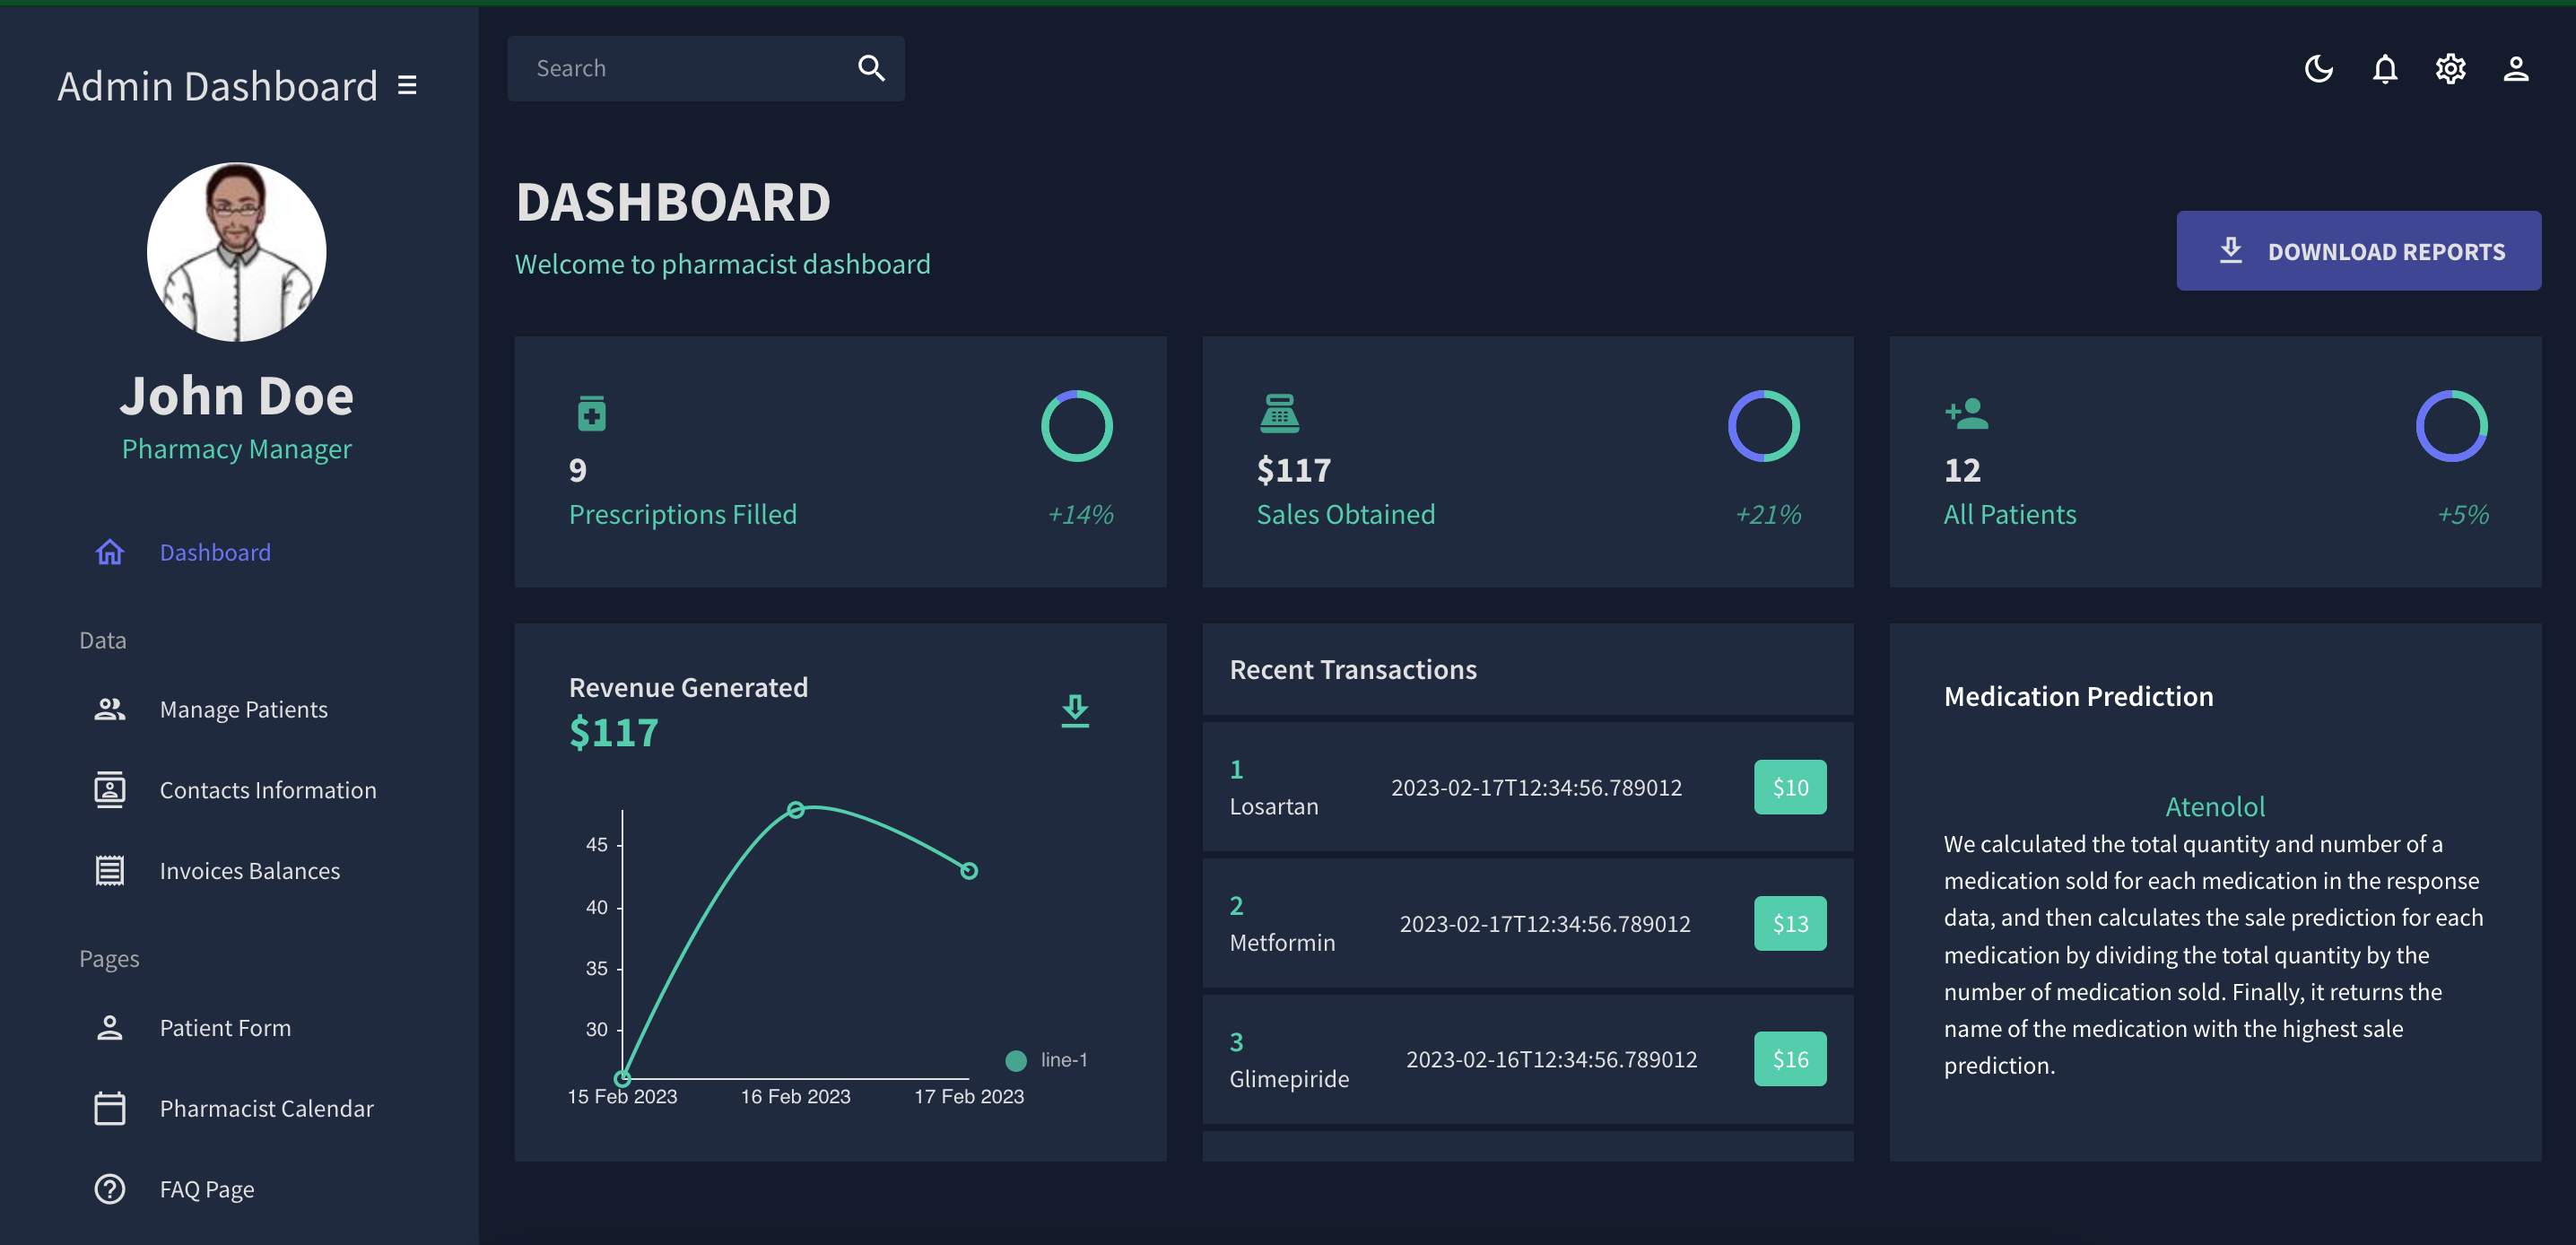 Admin Dashboard
John Doe
Pharmacy Manager
Dashboard
Data
Manage Patients
Contacts Information
Invoices Balances
Pages
Patient Form
Pharmacist Calendar
FAQ Page
Search
DASHBOARD
Welcome to pharmacist dashboard
DOWNLOAD REPORTS
9
Prescriptions Filled
+14%
$117
Sales Obtained
+21%
12
All Patients
+5%
Revenue Generated
$117
45
40
35
30
15 Feb 2023
16 Feb 2023
17 Feb 2023
line-1
Recent Transactions
1
Losartan
2023-02-17T12:34:56.789012
$10
2
Metformin
2023-02-17T12:34:56.789012
$13
3
Glimepiride
2023-02-16T12:34:56.789012
$16
Medication Prediction
Atenolol
We calculated the total quantity and number of a
medication sold for each medication in the response
data, and then calculates the sale prediction for each
medication by dividing the total quantity by the
number of medication sold. Finally, it returns the
name of the medication with the highest sale
prediction.